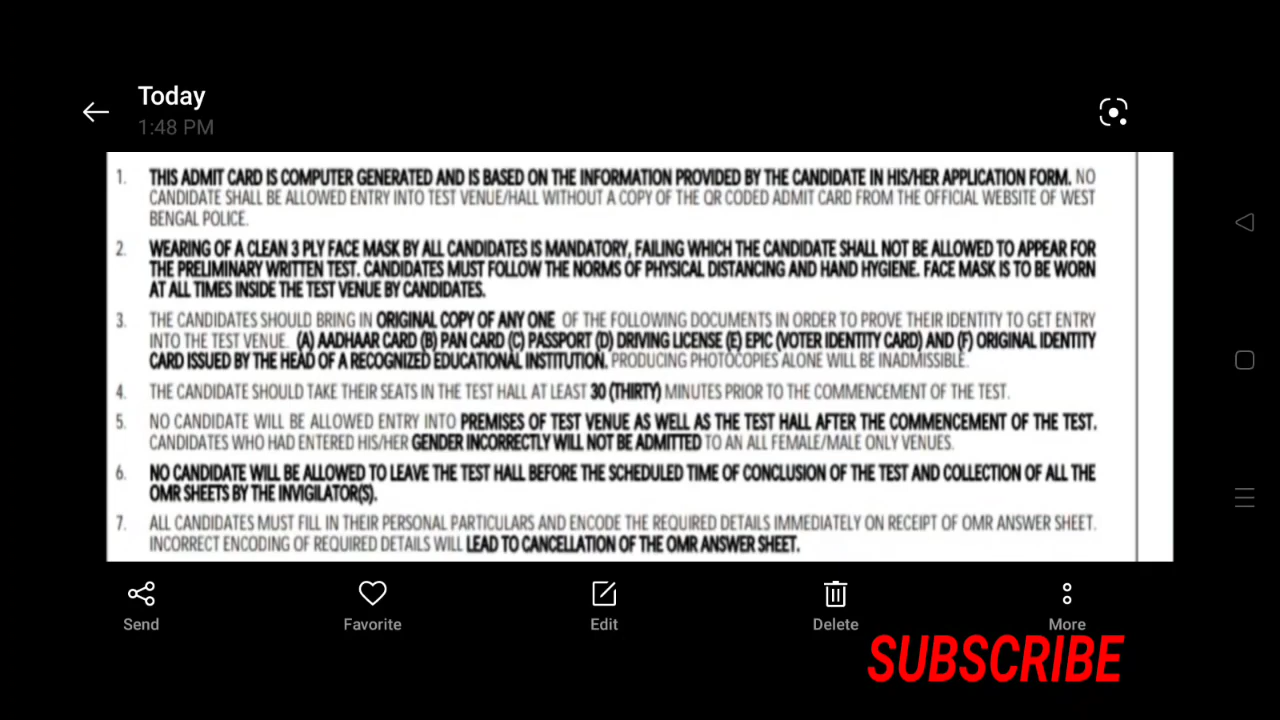 Today
1:48 PM
1. THIS ADMIT CARD IS COMPUTER GENERATED AND IS BASED ON THE INFORMATION PROVIDED BY THE CANDIDATE IN HIS/HER APPLICATION FORM. NO
CANDIDATE SHALL BE ALLOWED ENTRY INTO TEST VENUE/HALL WITHOUT A COPY OF THE QR CODED ADMIT CARD FROM THE OFFICIAL WEBSITE OF WEST
BENGAL POLICE.
2. WEARING OF A CLEAN 3 PLY FACE MASK BY ALL CANDIDATES IS MANDATORY, FAILING WHICH THE CANDIDATE SHALL NOT BE ALLOWED TO APPEAR FOR
THE PRELIMINARY WRITTEN TEST. CANDIDATES MUST FOLLOW THE NORMS OF PHYSICAL DISTANCING AND HAND HYGIENE. FACE MASK IS TO BE WORN
AT ALL TIMES INSIDE THE TEST VENUE BY CANDIDATES.
3. THE CANDIDATES SHOULD BRING IN ORIGINAL COPY OF ANY ONE OF THE FOLLOWING DOCUMENTS IN ORDER TO PROVE THEIR IDENTITY TO GET ENTRY
INTO THE TEST VENUE. (A) AADHAAR CARD (B) PAN CARD (C) PASSPORT (D) DRIVING LICENSE (E) EPIC (VOTER IDENTITY CARD) AND (F) ORIGINAL IDENTITY
CARD ISSUED BY THE HEAD OF A RECOGNIZED EDUCATIONAL INSTITUTION. PRODUCING PHOTOCOPIES ALONE WILL BE INADMISSIBLE.
4. THE CANDIDATE SHOULD TAKE THEIR SEATS IN THE TEST HALL AT LEAST 30 (THIRTY) MINUTES PRIOR TO THE COMMENCEMENT OF THE TEST.
5. NO CANDIDATE WILL BE ALLOWED ENTRY INTO PREMISES OF TEST VENUE AS WELL AS THE TEST HALL AFTER THE COMMENCEMENT OF THE TEST.
CANDIDATES WHO HAD ENTERED HIS/HER GENDER INCORRECTLY WILL NOT BE ADMITTED TO AN ALL FEMALE/MALE ONLY VENUES.
6. NO CANDIDATE WILL BE ALLOWED TO LEAVE THE TEST HALL BEFORE THE SCHEDULED TIME OF CONCLUSION OF THE TEST AND COLLECTION OF ALL THE
OMR SHEETS BY THE INVIGILATOR(S).
7. ALL CANDIDATES MUST FILL IN THEIR PERSONAL PARTICULARS AND ENCODE THE REQUIRED DETAILS IMMEDIATELY ON RECEIPT OF OMR ANSWER SHEET.
INCORRECT ENCODING OF REQUIRED DETAILS WILL LEAD TO CANCELLATION OF THE OMR ANSWER SHEET.
Send Favorite Edit Delete More
SUBSCRIBE